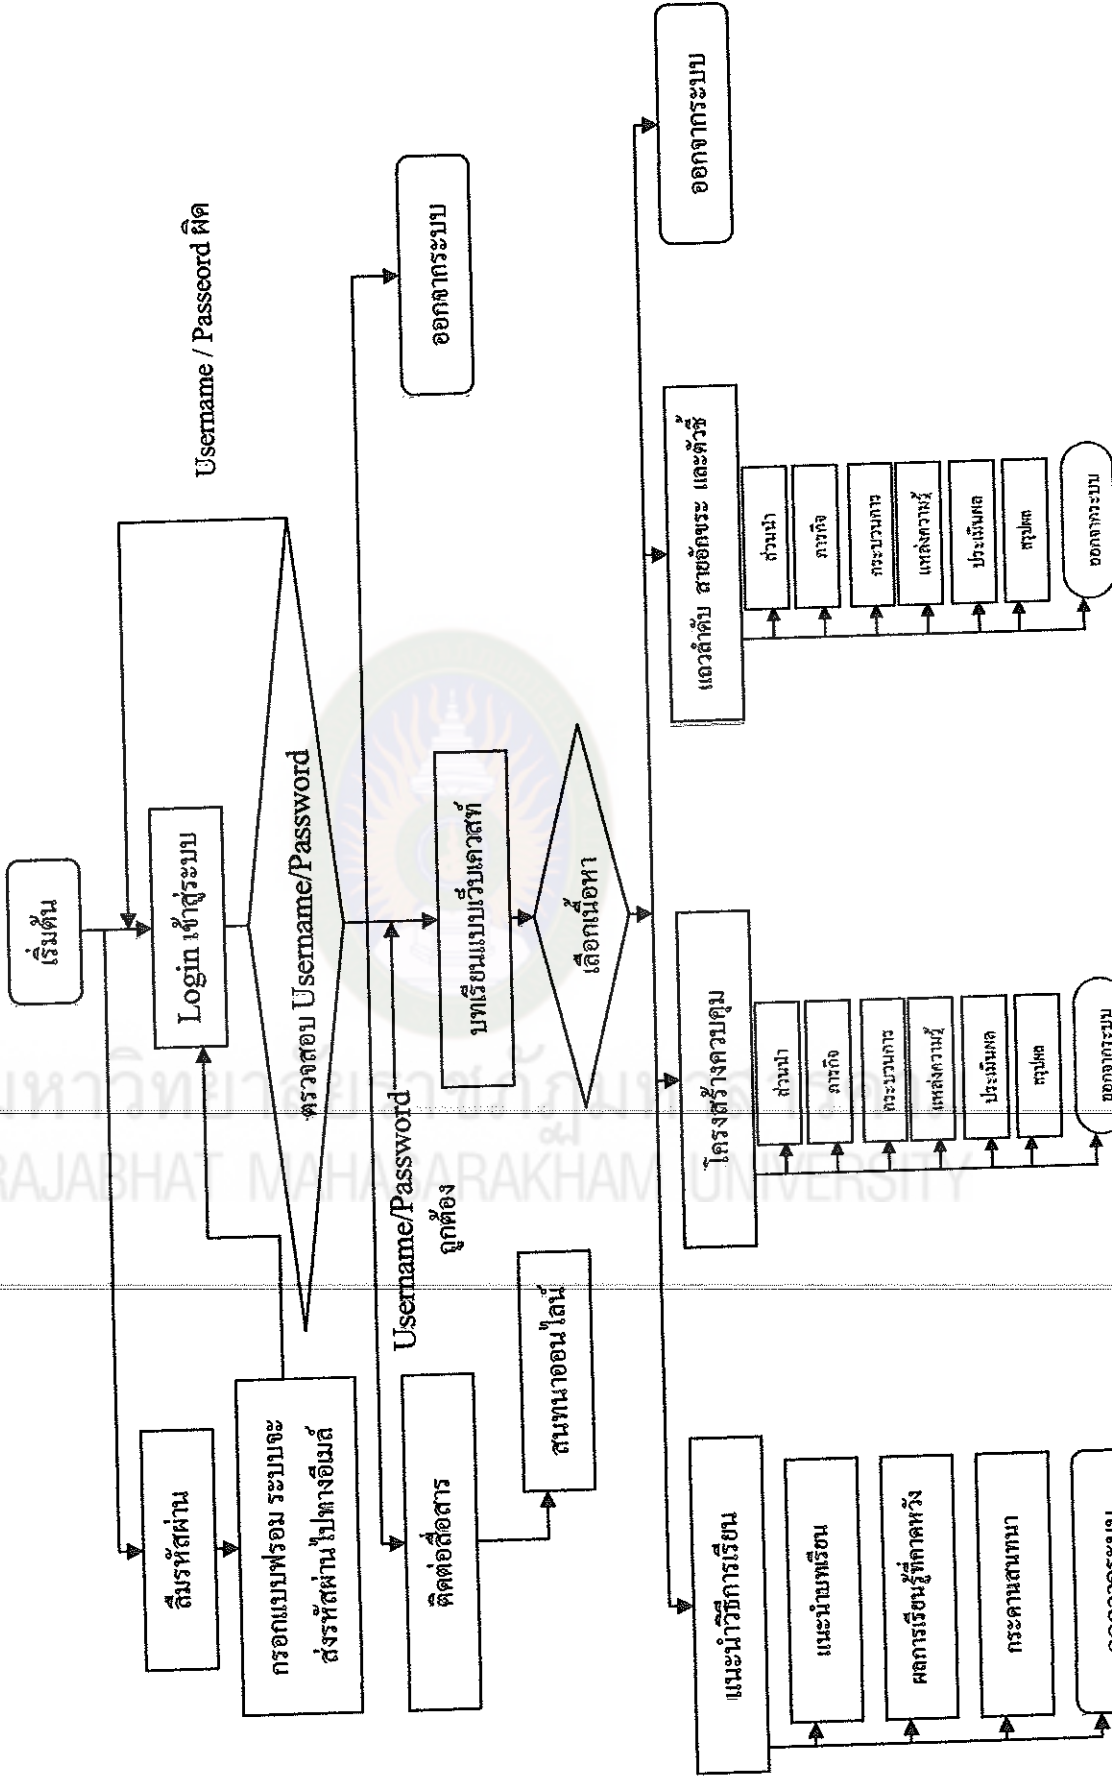 เริ่มต้น
ลืมรหัสผ่าน
Login เข้าสู่ระบบ
Username / Passeord ผิด
กรอกแบบฟรอม ระบบจะ
ส่งรหัสผ่านไปทางอีเมล์
ตรวจสอบ Username/Password
Username/Password
ถูกต้อง
ติดต่อสื่อสาร
บทเรียนแบบเว็บเควสท์
ออกจากระบบ
สนทนาออนไลน์
เลือกเนื้อหา
แนะนำวิธีการเรียน
โครงสร้างควบคุม
แถวลำดับ สายอักขระ และตัวชี้
ออกจากระบบ
แนะนำบทเรียน
ผลการเรียนรู้ที่คาดหวัง
กระดานสนทนา
ส่วนนำ
ภารกิจ
กระบวนการ
แหล่งความรู้
ประเมินผล
สรุปผล
ออกจากระบบ
ส่วนนำ
ภารกิจ
กระบวนการ
แหล่งความรู้
ประเมินผล
สรุปผล
ออกจากระบบ
RAJABHAT MAHASARAKHAM UNIVERSITY